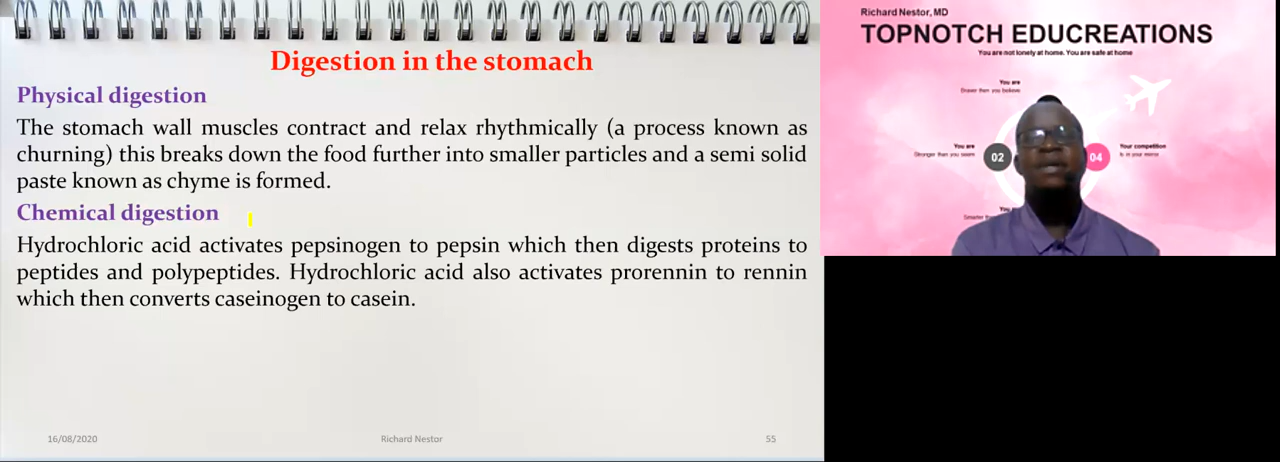 Digestion in the stomach
Physical digestion
The stomach wall muscles contract and relax rhythmically (a process known as
churning) this breaks down the food further into smaller particles and a semi solid
paste known as chyme is formed.
Chemical digestion
Hydrochloric acid activates pepsinogen to pepsin which then digests proteins to
peptides and polypeptides. Hydrochloric acid also activates prorennin to rennin
which then converts caseinogen to casein.
16/08/2020
Richard Nestor
55
Richard Nestor, MD
TOPNOTCH EDUCREATIONS
You are not lonely at home. You are safe at home
You are
than you believe
You are
Stronger than you seem
02
04
Your competition
is in your mirror
Smarter